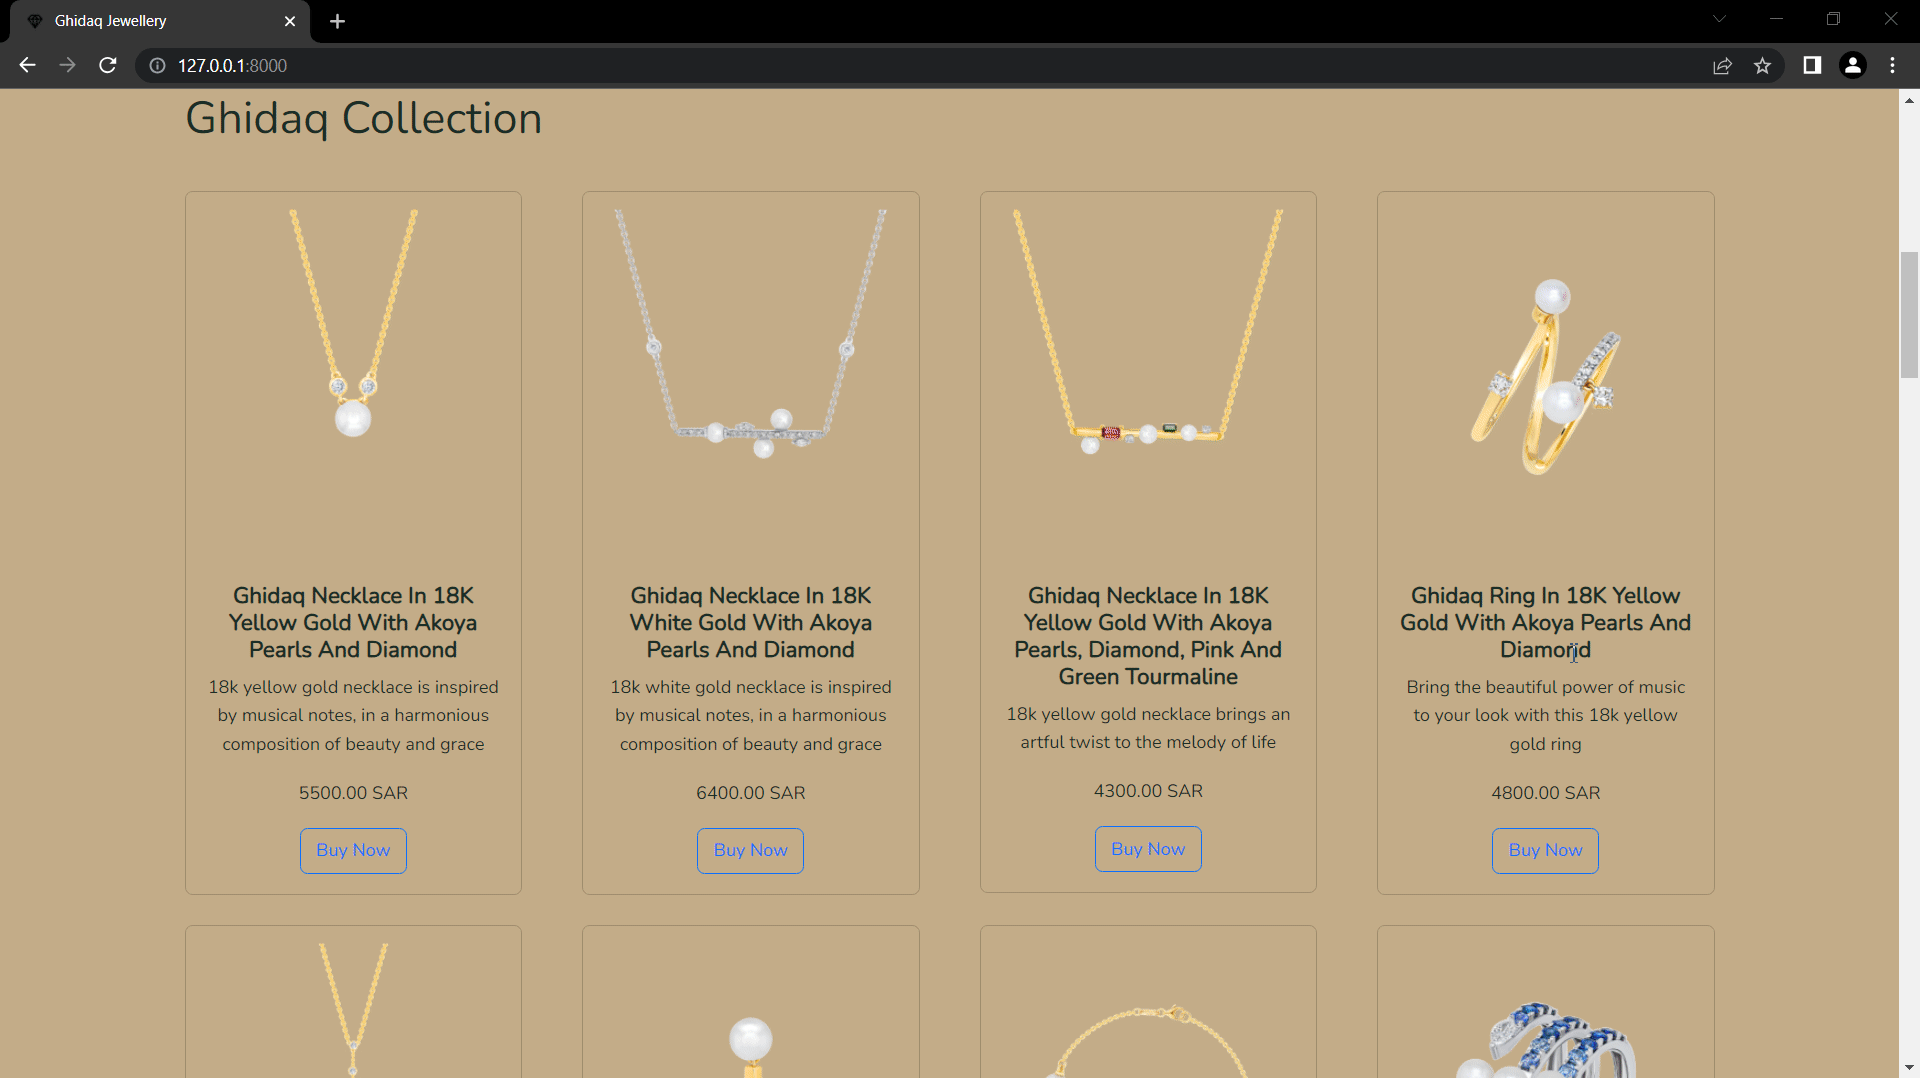 Ghidaq Jewellery
127.0.0.1:8000
Ghidaq Collection
Ghidaq Necklace In 18K
Yellow Gold With Akoya
Pearls And Diamond
18k yellow gold necklace is inspired
by musical notes, in a harmonious
composition of beauty and grace
5500.00 SAR
Buy Now
Ghidaq Necklace In 18K
White Gold With Akoya
Pearls And Diamond
18k white gold necklace is inspired
by musical notes, in a harmonious
composition of beauty and grace
6400.00 SAR
Buy Now
Ghidaq Necklace In 18K
Yellow Gold With Akoya
Pearls, Diamond, Pink And
Green Tourmaline
18k yellow gold necklace brings an
artful twist to the melody of life
4300.00 SAR
Buy Now
Ghidaq Ring In 18K Yellow
Gold With Akoya Pearls And
Diamond
Bring the beautiful power of music
to your look with this 18k yellow
gold ring
4800.00 SAR
Buy Now